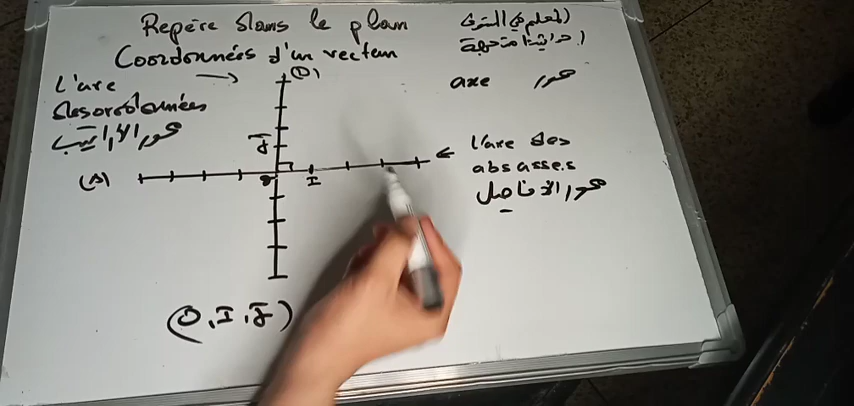 Repère dans le plan
Coordonnées d'un vecteur
المعلم في المستوى
إحداثيتا متجهة
L'axe
des ordonnées
محور الأراتيب
(D)
axe محور
J
L'axe des
abscisses
محور الأفاصيل
(Δ)
O I
(O, I, J)